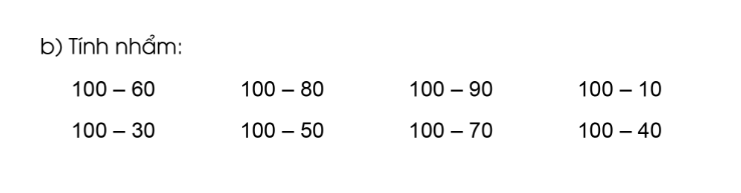 b) Tính nhẩm:
100 – 60 100 – 80 100 – 90 100 – 10
100 – 30 100 – 50 100 – 70 100 – 40